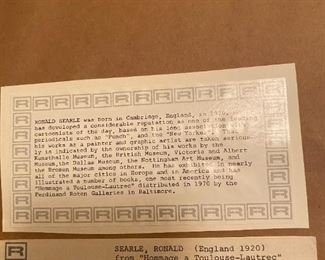 RONALD SEARLE was born in Cambridge, England, in 1920,
has developed a considerable reputation as one of the leading
cartoonists of the day, based on his long association with
periodicals such as "Punch", and the "New Yorker". That
his works as a painter and graphic artist are taken serious-
ly is indicated by the ownership of his works by the
Kunsthalle Museum, the British Museum, Victoria and Albert
Museum, the Dallas Museum, the Nottingham Art Museum, and
the Bremen Museum among others. He has exhibited in nearly
all of the major cities in Europe and in America and has
illustrated a number of books, one most recently being
"Hommage a Toulouse-Lautrec" distributed in 1970 by the
Ferdinand Roten Galleries in Baltimore.
R SEARLE, RONALD (England 1920)
from "Hommage a Toulouse-Lautrec"